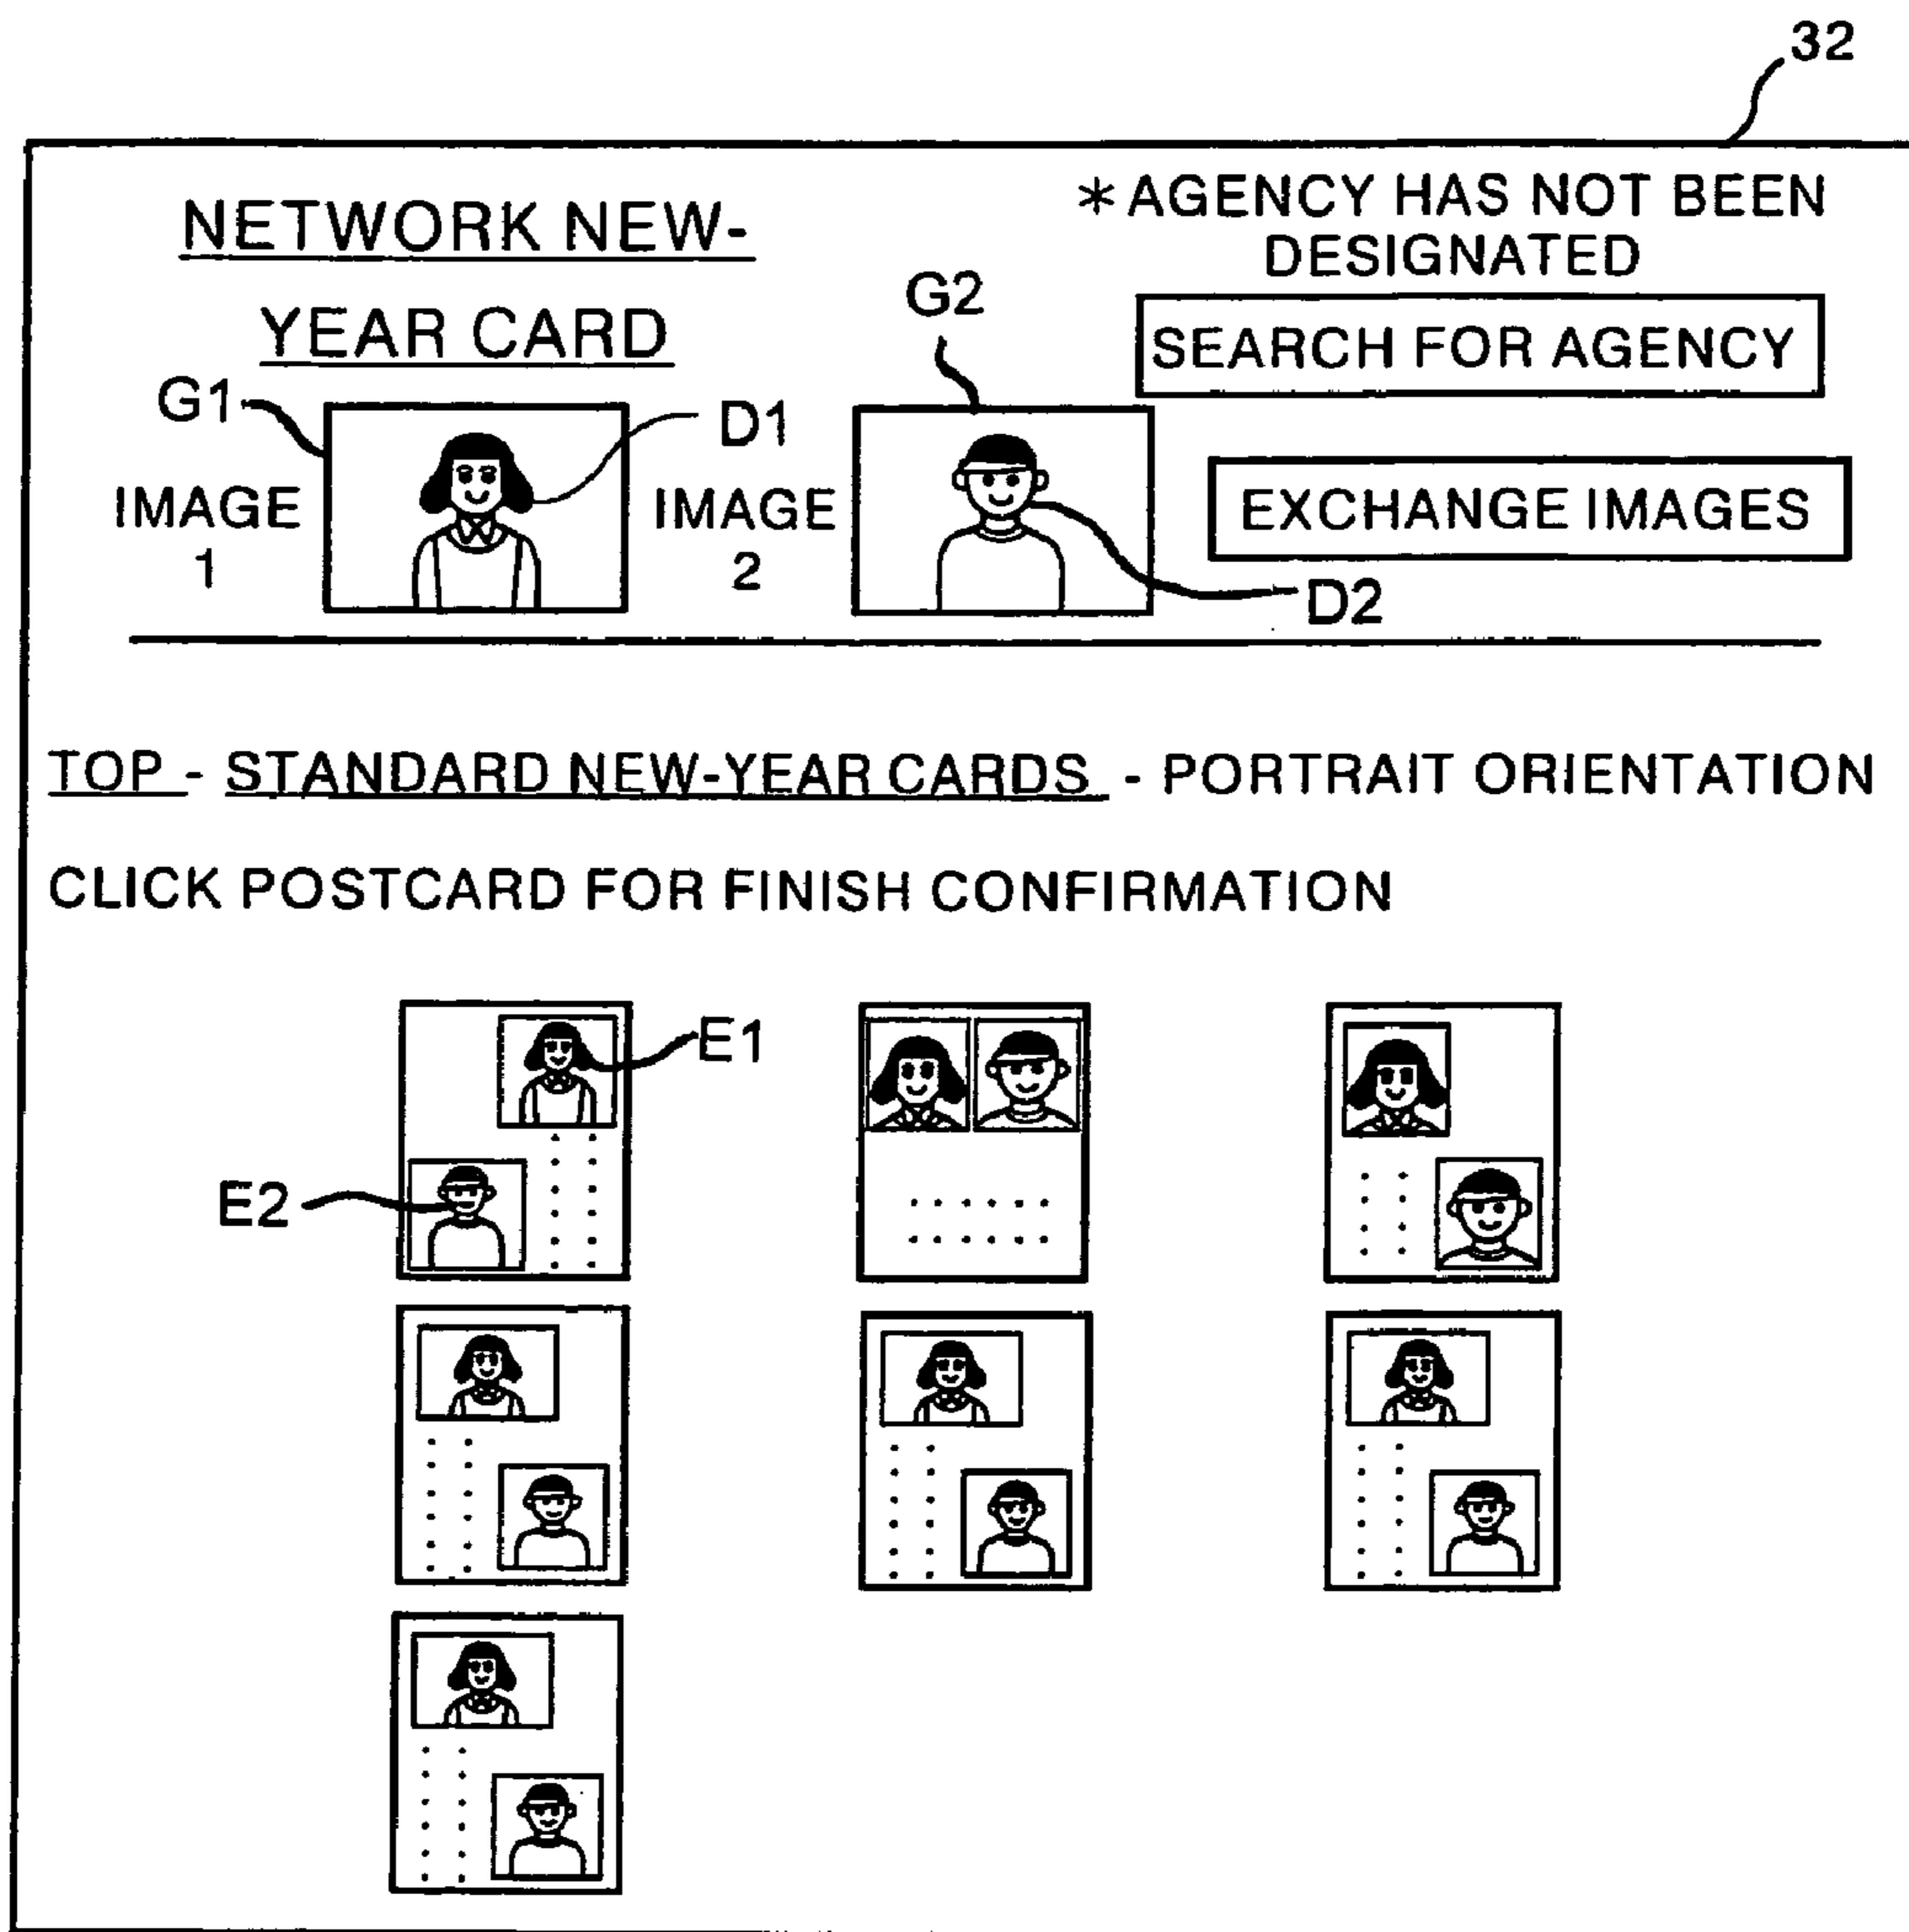 32
NETWORK NEW-
YEAR CARD
*AGENCY HAS NOT BEEN
DESIGNATED
SEARCH FOR AGENCY
G1
D1
G2
IMAGE
1
IMAGE
2
EXCHANGE IMAGES
D2
TOP - STANDARD NEW-YEAR CARDS - PORTRAIT ORIENTATION
CLICK POSTCARD FOR FINISH CONFIRMATION
E1
E2